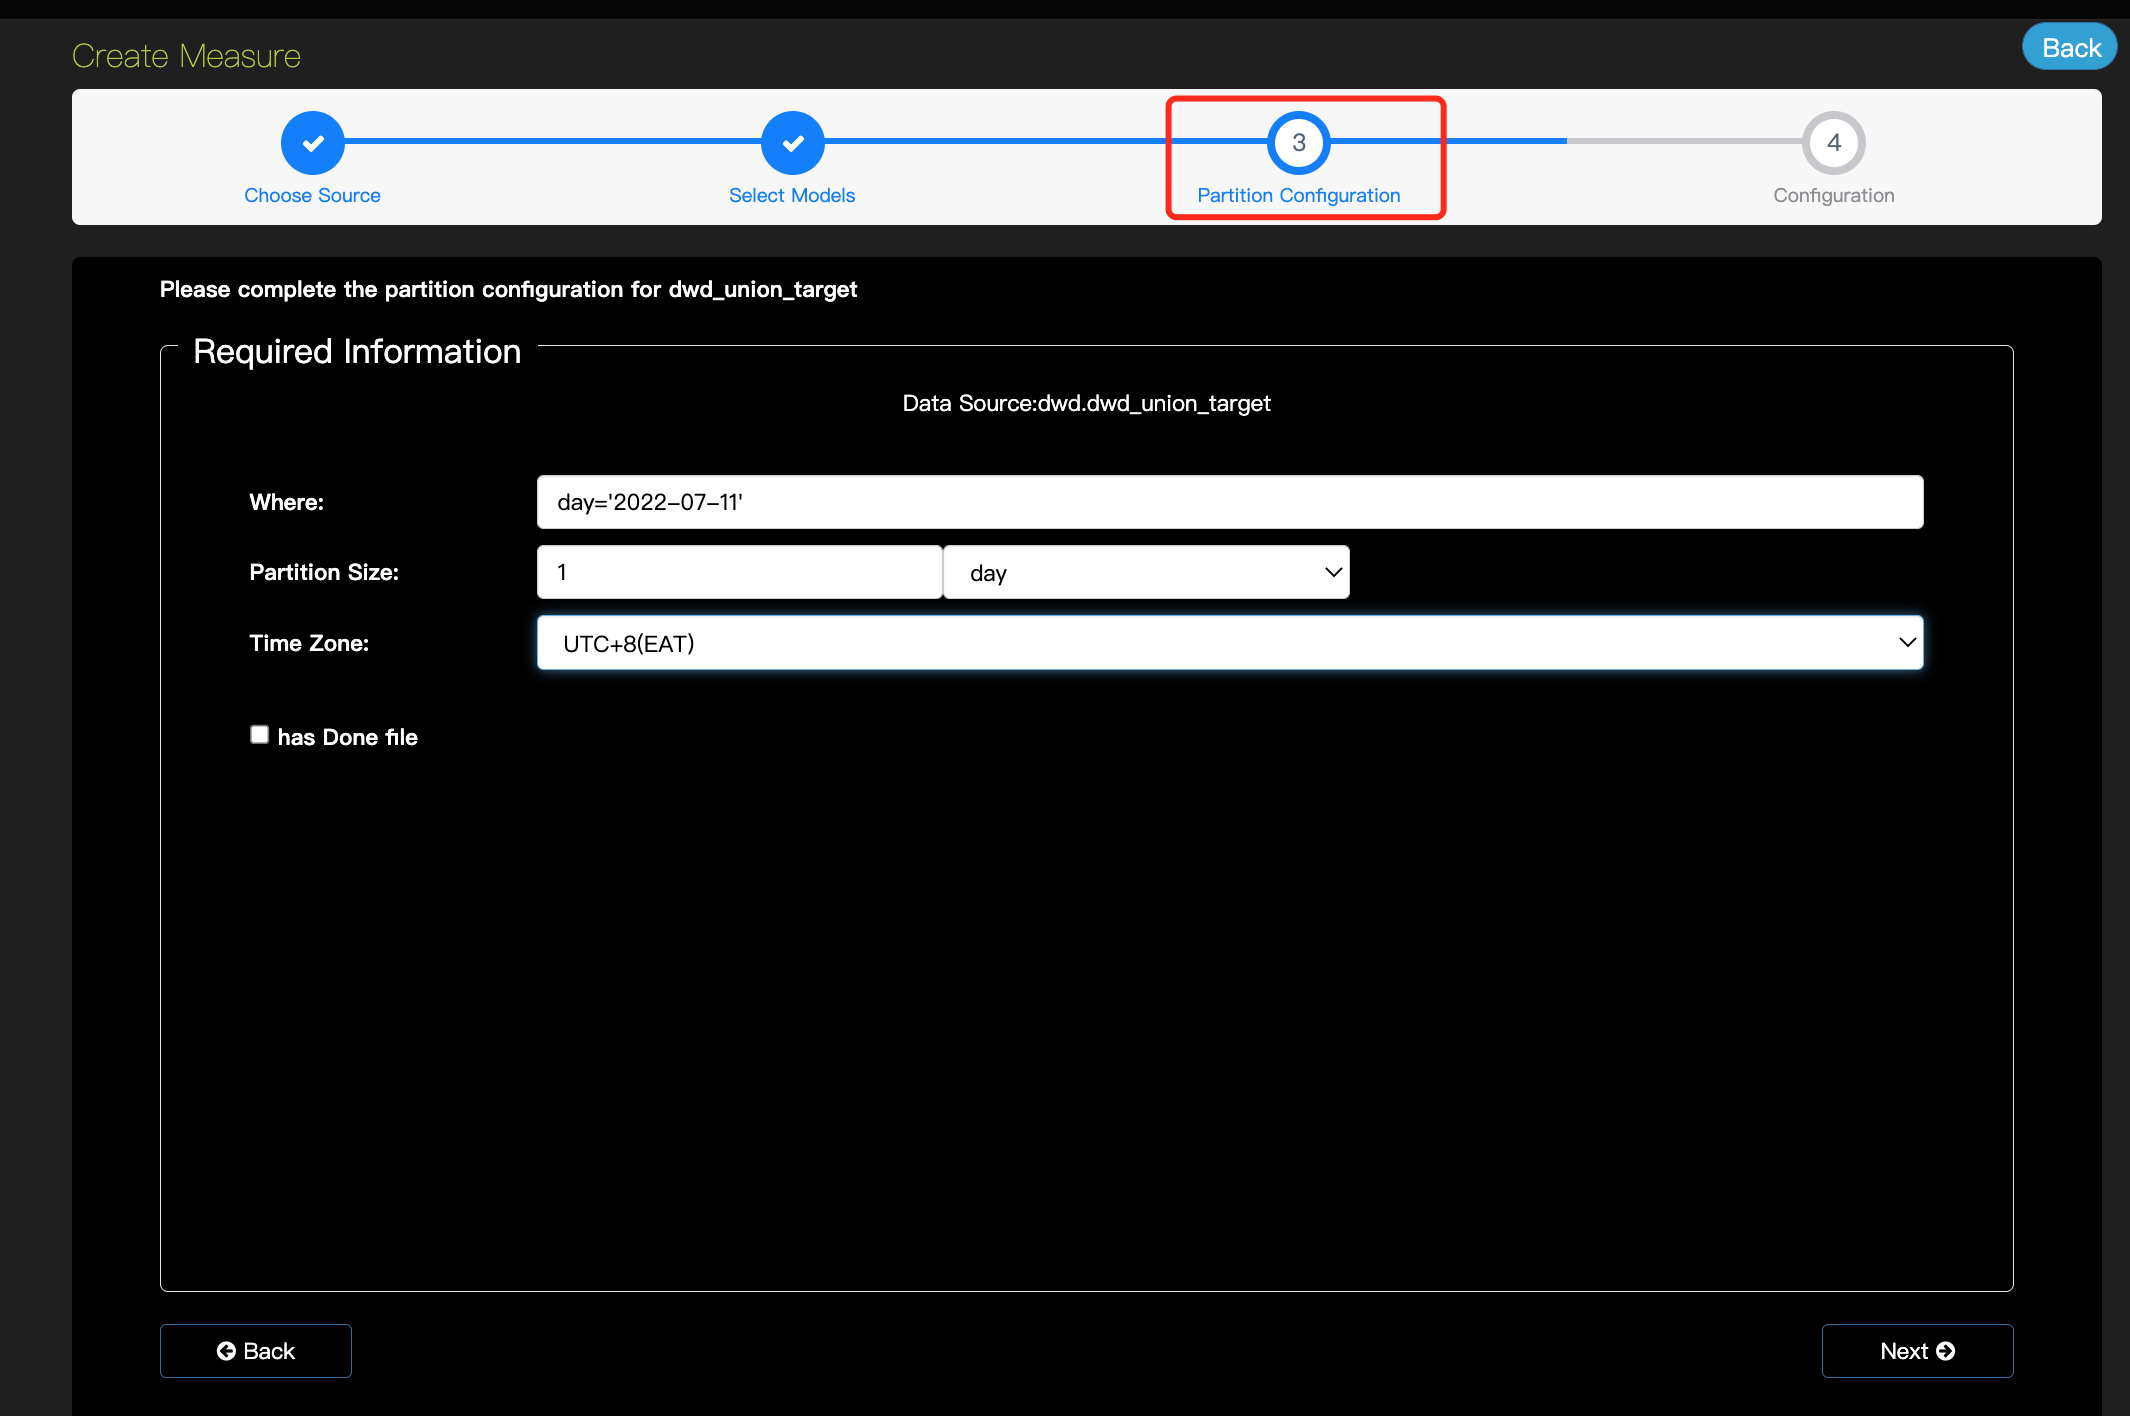 Create Measure
Back
3
4
Choose Source
Select Models
Partition Configuration
Configuration
Please complete the partition configuration for dwd_union_target
Required Information
Data Source:dwd.dwd_union_target
Where:
day='2022-07-11'
Partition Size:
1
day
Time Zone:
UTC+8(EAT)
has Done file
Back
Next